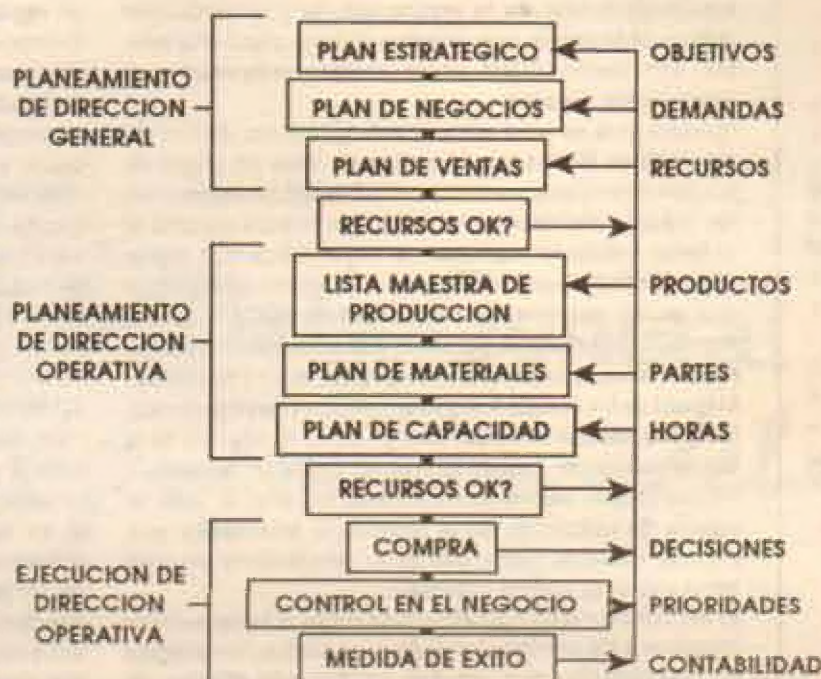 PLANEAMIENTO
DE DIRECCION
GENERAL
PLAN ESTRATEGICO
OBJETIVOS
PLAN DE NEGOCIOS
DEMANDAS
PLAN DE VENTAS
RECURSOS
RECURSOS OK?
PLANEAMIENTO
DE DIRECCION
OPERATIVA
LISTA MAESTRA DE
PRODUCCION
PRODUCTOS
PLAN DE MATERIALES
PARTES
PLAN DE CAPACIDAD
HORAS
RECURSOS OK?
EJECUCION DE
DIRECCION
OPERATIVA
COMPRA
DECISIONES
CONTROL EN EL NEGOCIO
PRIORIDADES
MEDIDA DE EXITO
CONTABILIDAD